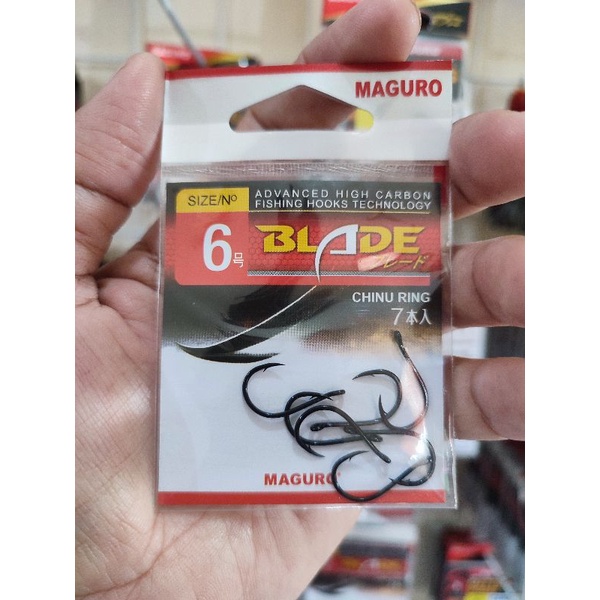 MAGURO
SIZE/Nº
6号
ADVANCED HIGH CARBON
FISHING HOOKS TECHNOLOGY
BLADE
ブレード
CHINU RING
7本入
MAGURO